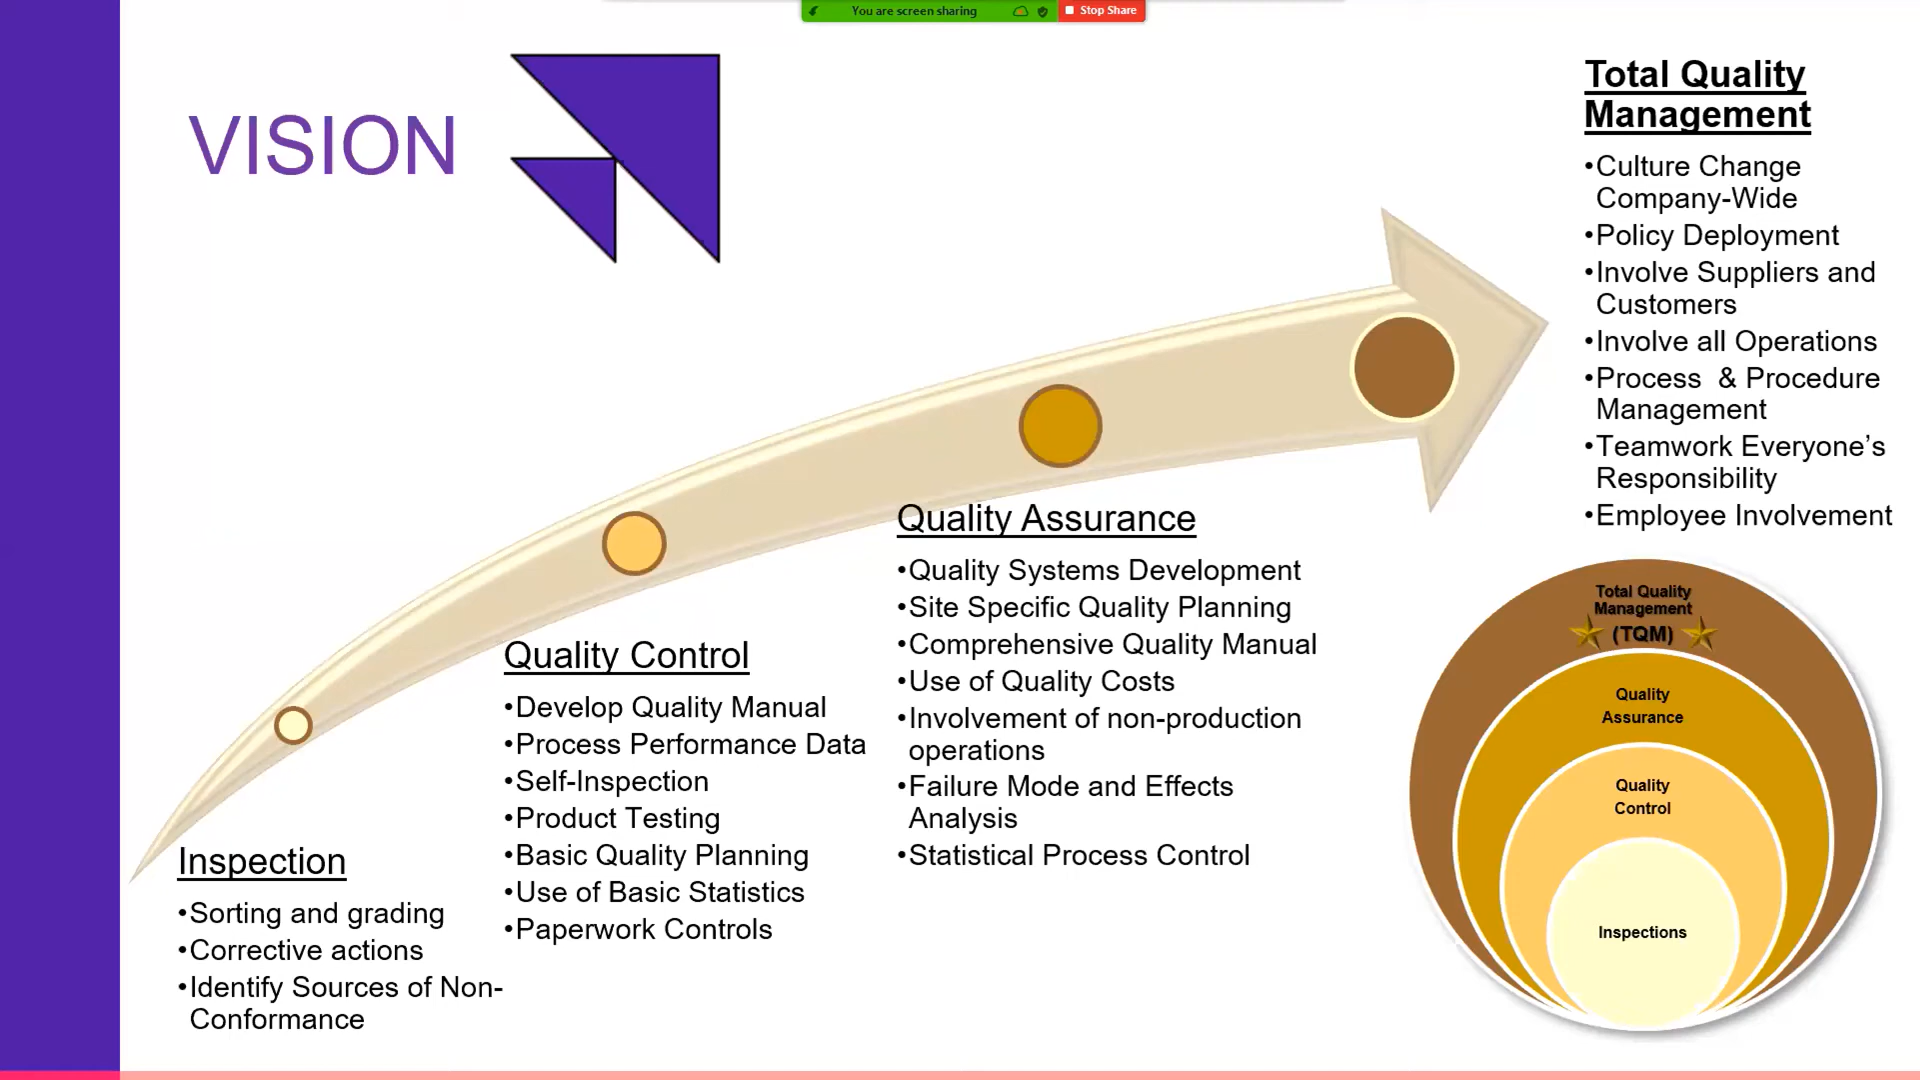 You are screen sharing
Stop Share
VISION
Total Quality
Management
•Culture Change
Company-Wide
•Policy Deployment
•Involve Suppliers and
Customers
•Involve all Operations
•Process & Procedure
Management
•Teamwork Everyone’s
Responsibility
•Employee Involvement
Quality Assurance
•Quality Systems Development
•Site Specific Quality Planning
•Comprehensive Quality Manual
•Use of Quality Costs
•Involvement of non-production
operations
•Failure Mode and Effects
Analysis
•Statistical Process Control
Quality Control
•Develop Quality Manual
•Process Performance Data
•Self-Inspection
•Product Testing
•Basic Quality Planning
•Use of Basic Statistics
•Paperwork Controls
Inspection
•Sorting and grading
•Corrective actions
•Identify Sources of Non-
Conformance
Total Quality
Management
(TQM)
Quality
Assurance
Quality
Control
Inspections